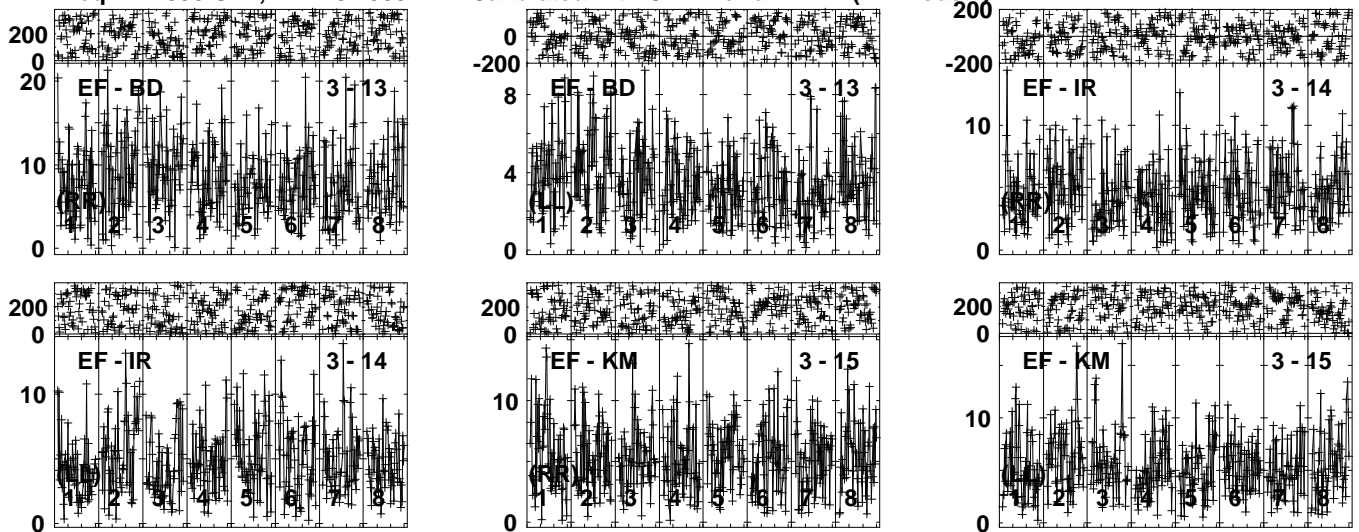 200 0 200
0 -200 -200
20 EF - BD 3 - 13 8 EF - BD 3 - 13 EF - IR 3 - 14
10 4 10
(RR) (LL) (RR)
1 2 3 4 5 6 7 8 1 2 3 4 5 6 7 8 1 2 3 4 5 6 7 8
0 0 0
200 200 200
0 0 0
EF - IR 3 - 14 EF - KM 3 - 15 EF - KM 3 - 15
10 10 10
(LL) (RR) (LL)
1 2 3 4 5 6 7 8 1 2 3 4 5 6 7 8 1 2 3 4 5 6 7 8
0 0 0